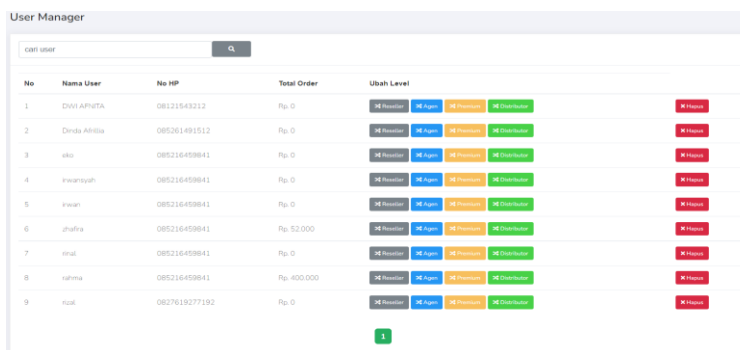 User Manager
cari user
No Nama User No HP Total Order Ubah Level
1 DWI APNITA 08121543212 Rp. 0 Reseller Agen Premium Distributor Hapus
2 Dinda Alfillia 085261491512 Rp. 0 Reseller Agen Premium Distributor Hapus
3 eko 085216459841 Rp. 0 Reseller Agen Premium Distributor Hapus
4 irwansyah 085216459841 Rp. 0 Reseller Agen Premium Distributor Hapus
5 irwan 085216459841 Rp. 0 Reseller Agen Premium Distributor Hapus
6 zhafira 085216459841 Rp. 52,000 Reseller Agen Premium Distributor Hapus
7 085216459841 Rp. 0 Reseller Agen Premium Distributor Hapus
8 rahma 085216459841 Rp. 400,000 Reseller Agen Premium Distributor Hapus
9 rizal 0827619277192 Rp. 0 Reseller Agen Premium Distributor Hapus
1